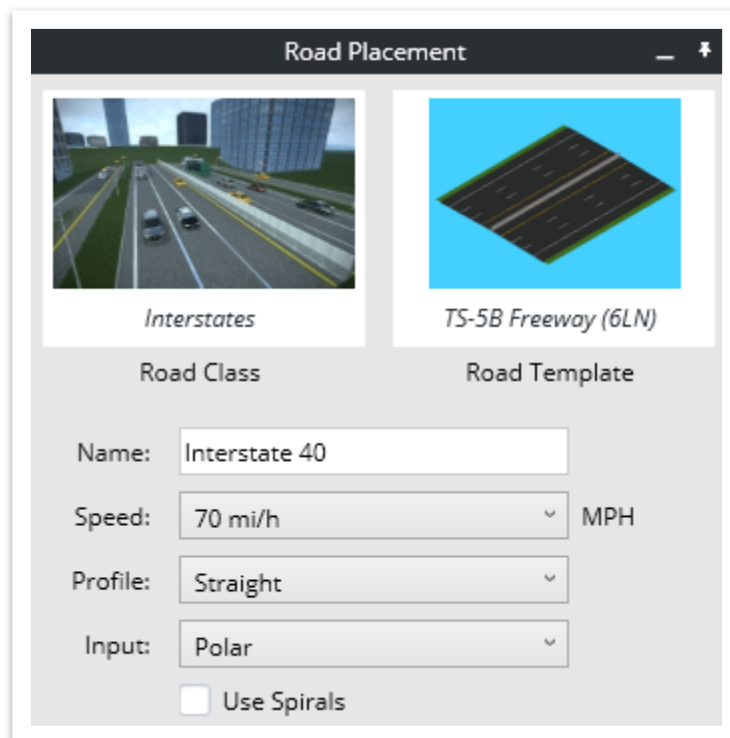 Road Placement
Interstates
TS-5B Freeway (6LN)
Road Class
Road Template
Name: Interstate 40
Speed: 70 mi/h MPH
Profile: Straight
Input: Polar
Use Spirals